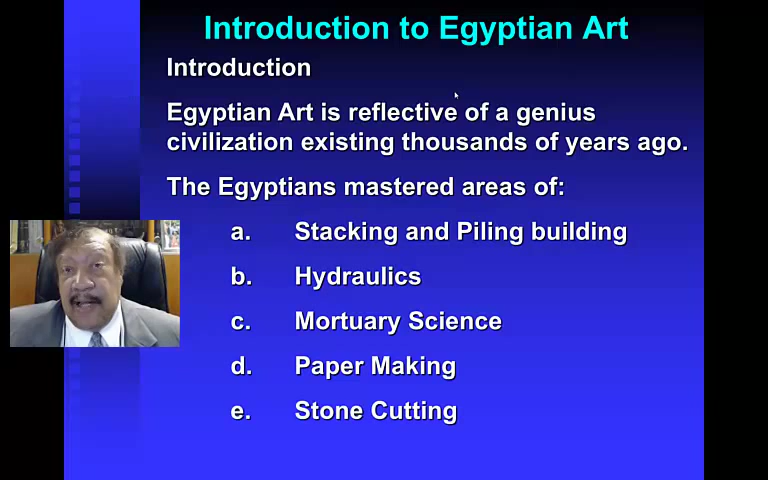 Introduction to Egyptian Art
Introduction
Egyptian Art is reflective of a genius
civilization existing thousands of years ago.
The Egyptians mastered areas of:
a. Stacking and Piling building
b. Hydraulics
c. Mortuary Science
d. Paper Making
e. Stone Cutting